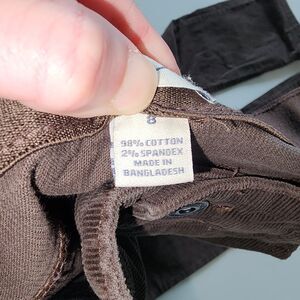 8
98% COTTON
2% SPANDEX
MADE IN
BANGLADESH